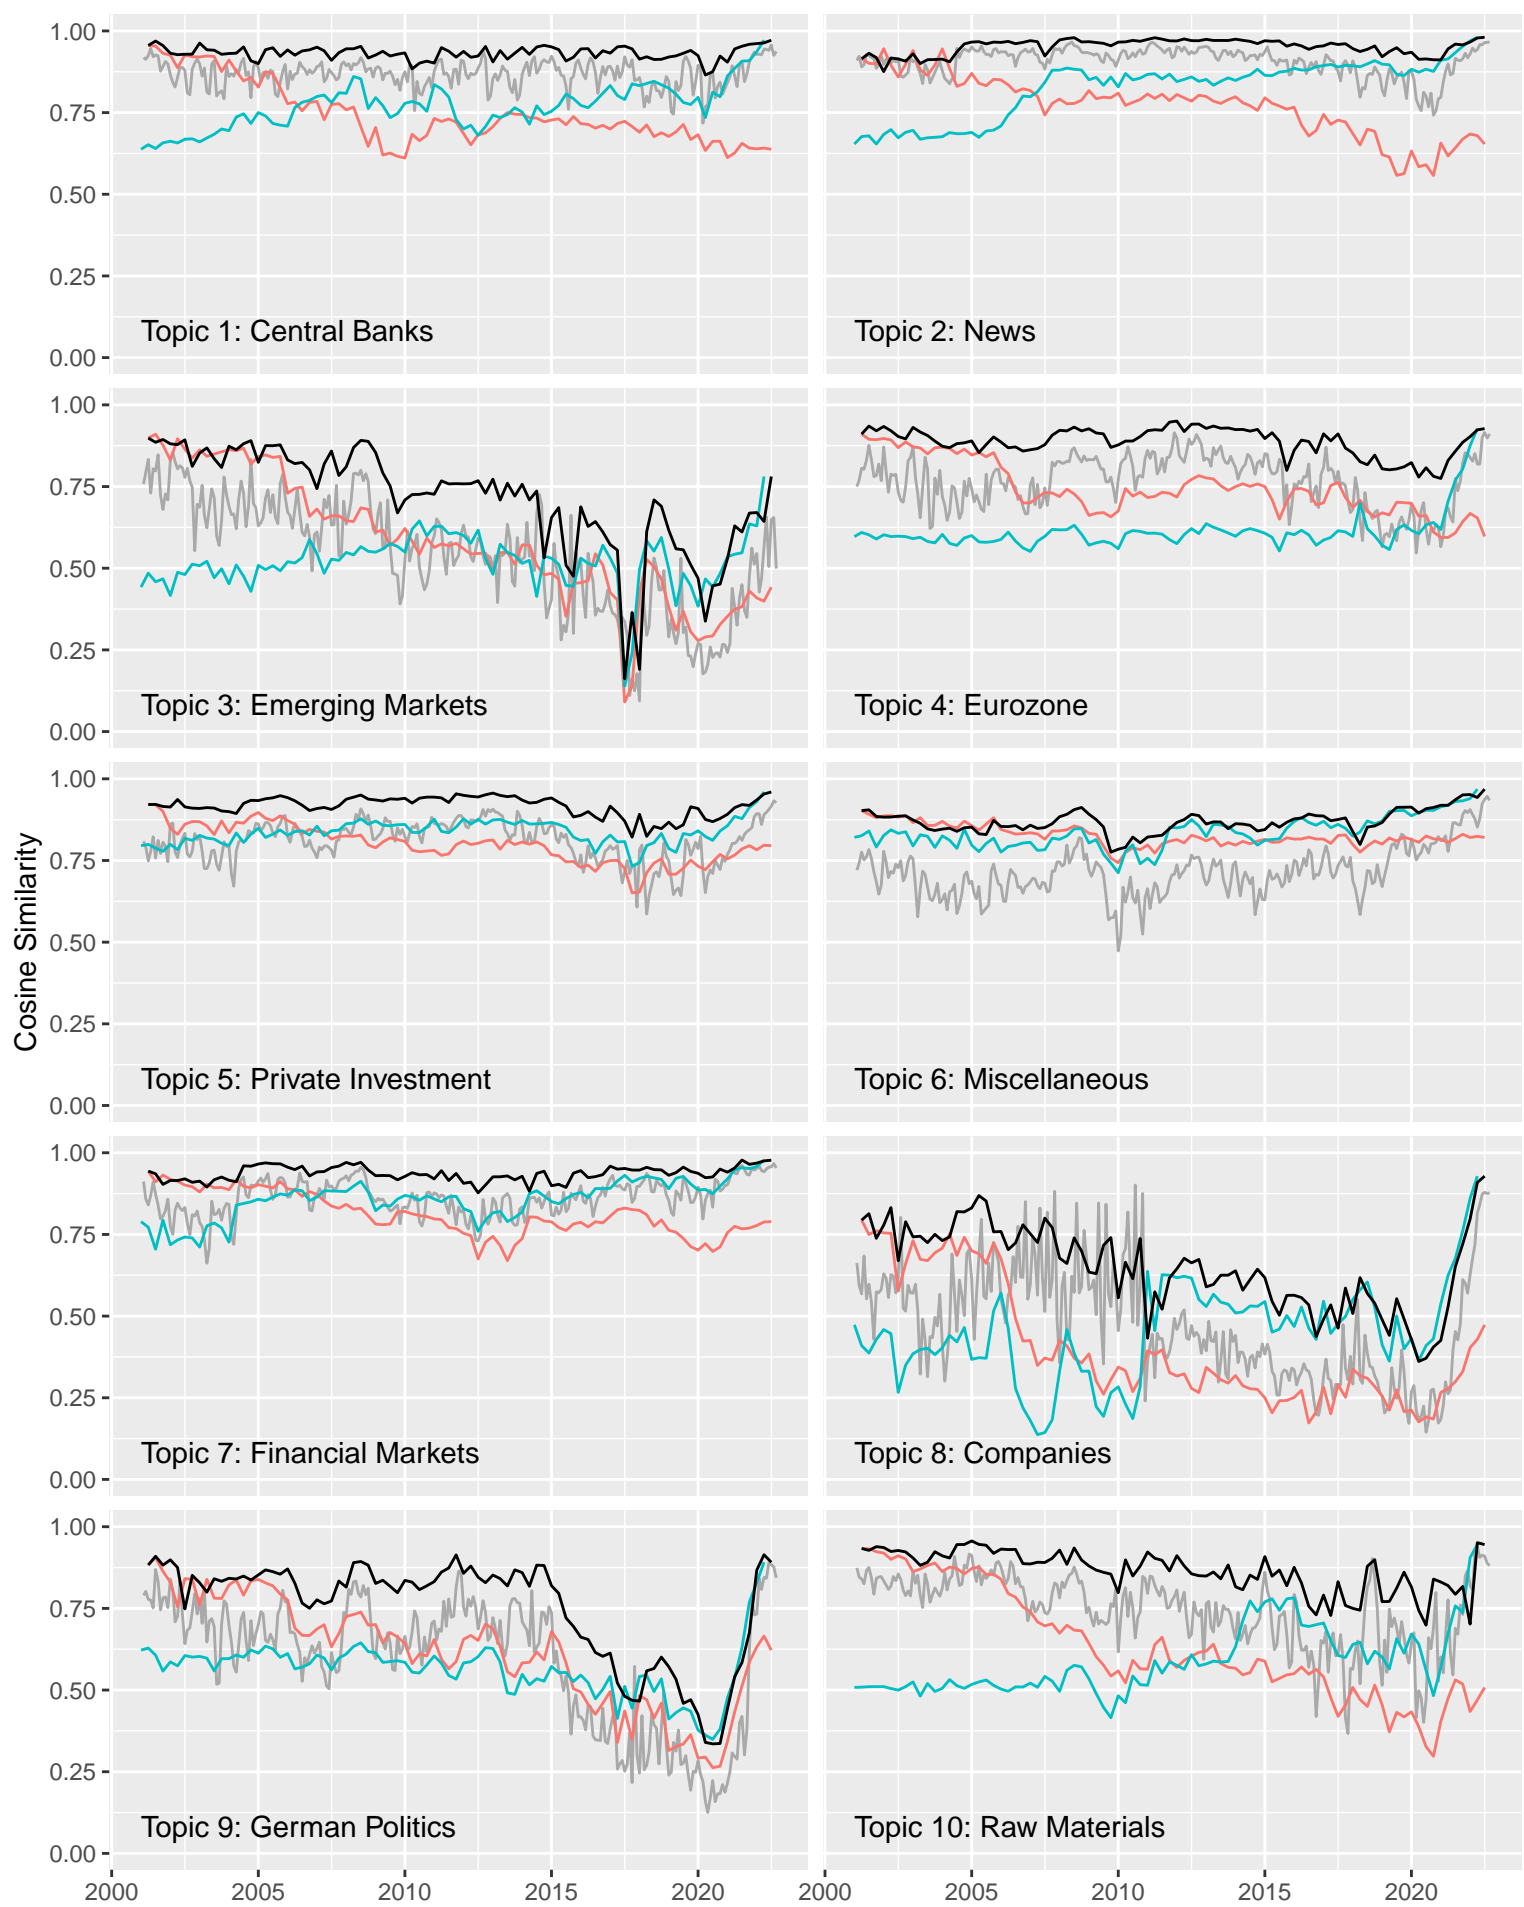 Cosine Similarity
1.00
0.75
0.50
0.25
0.00
Topic 1: Central Banks
Topic 2: News
1.00
0.75
0.50
0.25
0.00
Topic 3: Emerging Markets
Topic 4: Eurozone
1.00
0.75
0.50
0.25
0.00
Topic 5: Private Investment
Topic 6: Miscellaneous
1.00
0.75
0.50
0.25
0.00
Topic 7: Financial Markets
Topic 8: Companies
1.00
0.75
0.50
0.25
0.00
Topic 9: German Politics
Topic 10: Raw Materials
2000 2005 2010 2015 2020
2000 2005 2010 2015 2020